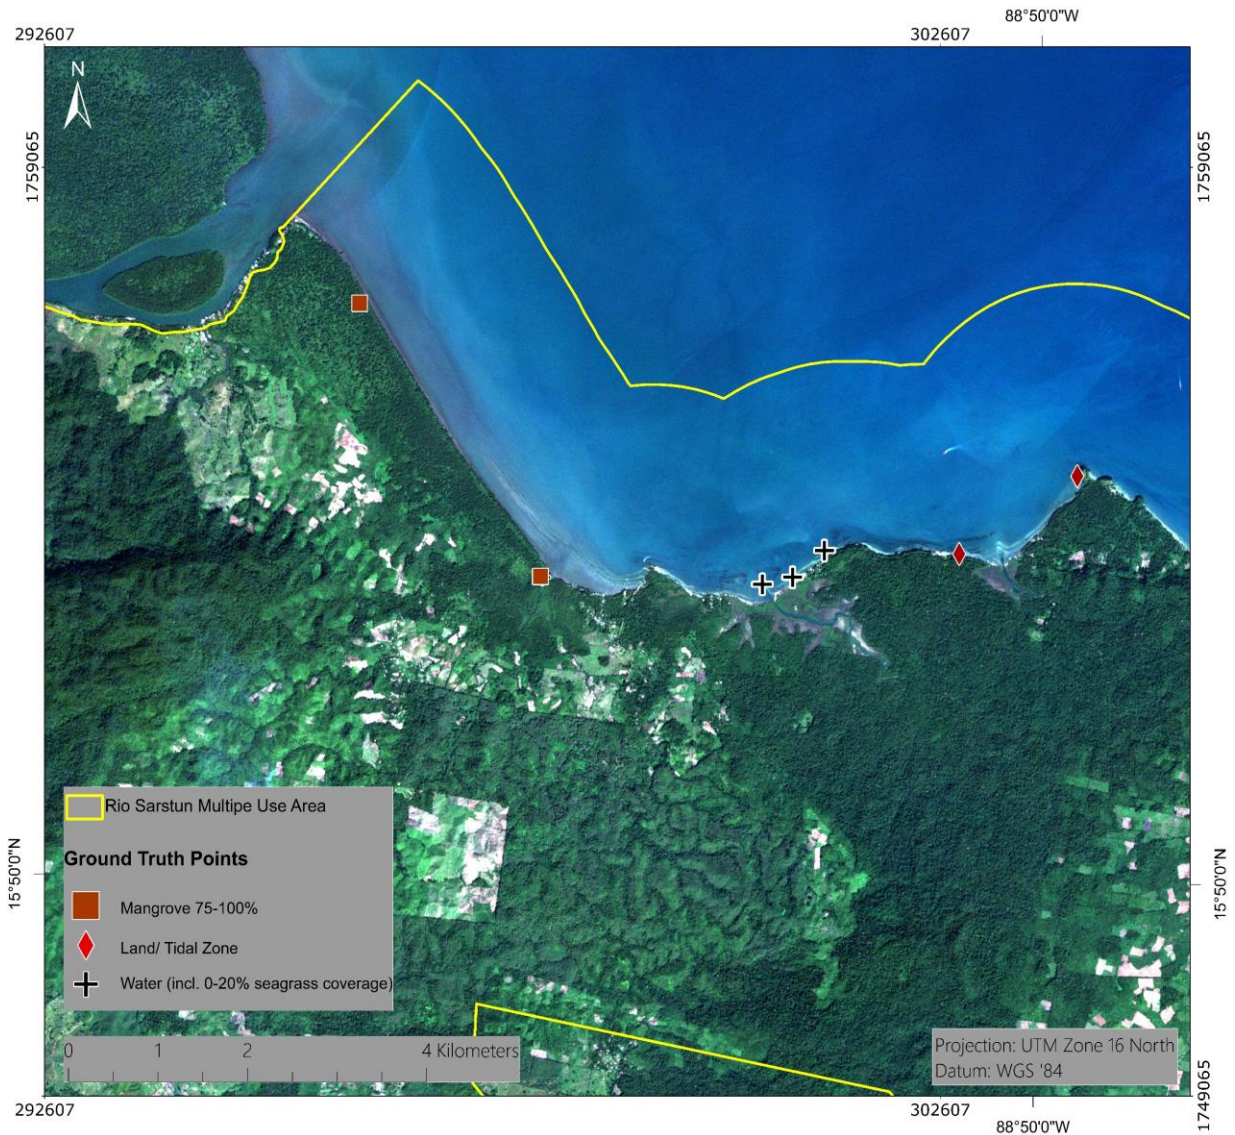 88°50'0"W
292607
302607
N
1759065
1759065
Rio Sarstun Multipe Use Area
Ground Truth Points
Mangrove 75-100%
Land/ Tidal Zone
Water (incl. 0-20% seagrass coverage)
15°50'0"N
15°50'0"N
0 1 2 4 Kilometers
Projection: UTM Zone 16 North
Datum: WGS '84
1749065
292607
302607
88°50'0"W